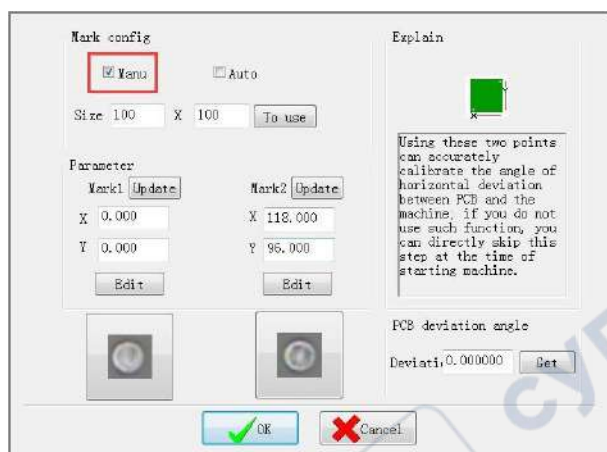 Mark config
Manu
Auto
Size 100 X 100 To use
Parameter
Mark1 Update
Mark2 Update
X 0.000
X 118.000
Y 0.000
Y 96.000
Edit
Edit
Explain
Using these two points
can accurately
calibrate the angle of
horizontal deviation
between PCB and the
machine, if you do not
use such function, you
can directly skip this
step at the time of
starting machine.
PCB deviation angle
Deviati 0.000000 Get
OK
Cancel